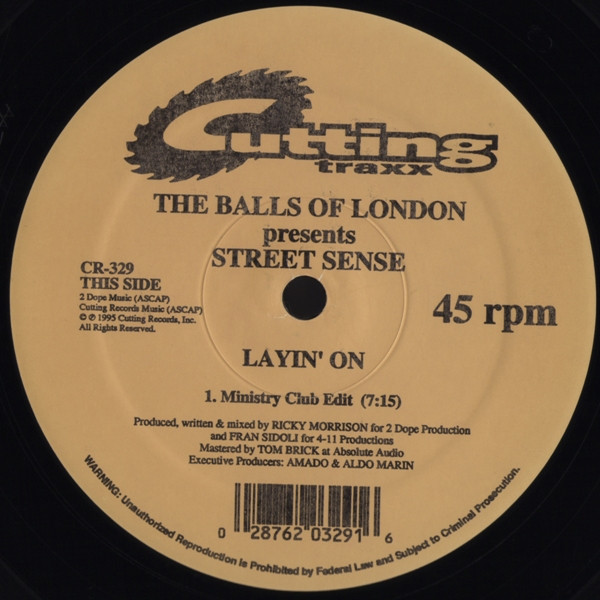 Cutting
traxx
THE BALLS OF LONDON
presents
STREET SENSE
CR-329
THIS SIDE
2 Dope Music (ASCAP)
Cutting Records Music (ASCAP)
© ℗ 1995 Cutting Records, Inc.
All Rights Reserved.
45 rpm
LAYIN' ON
1. Ministry Club Edit (7:15)
Produced, written & mixed by RICKY MORRISON for 2 Dope Production
and FRAN SIDOLI for 4-11 Productions
Mastered by TOM BRICK at Absolute Audio
Executive Producers: AMADO & ALDO MARIN
0 28762 03291 6
WARNING: Unauthorized Reproduction is Prohibited by Federal Law and Subject to Criminal Prosecution.